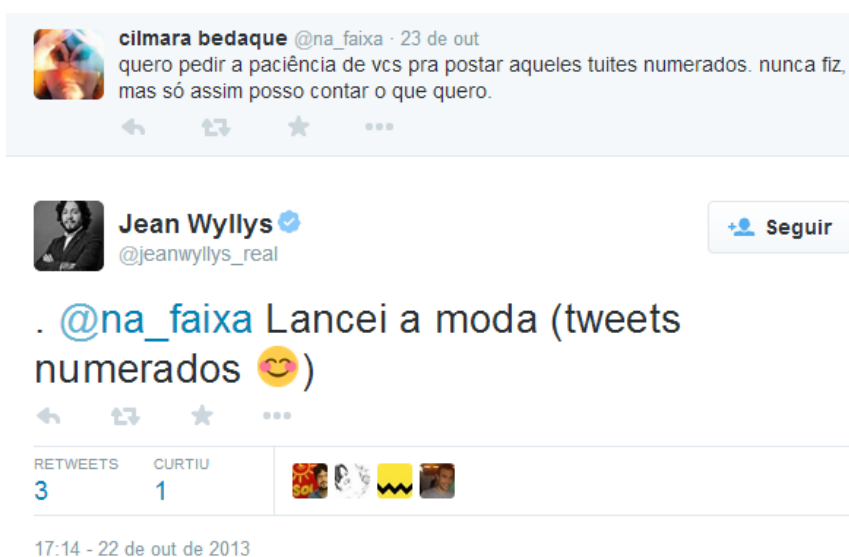 cilmara bedaque @na_faixa · 23 de out
quero pedir a paciência de vcs pra postar aqueles tuites numerados. nunca fiz,
mas só assim posso contar o que quero.
Jean Wyllys
Seguir
@jeanwyllys_real
. @na_faixa Lancei a moda (tweets
numerados 😊)
RETWEETS CURTIU
3 1
SOL
17:14 - 22 de out de 2013